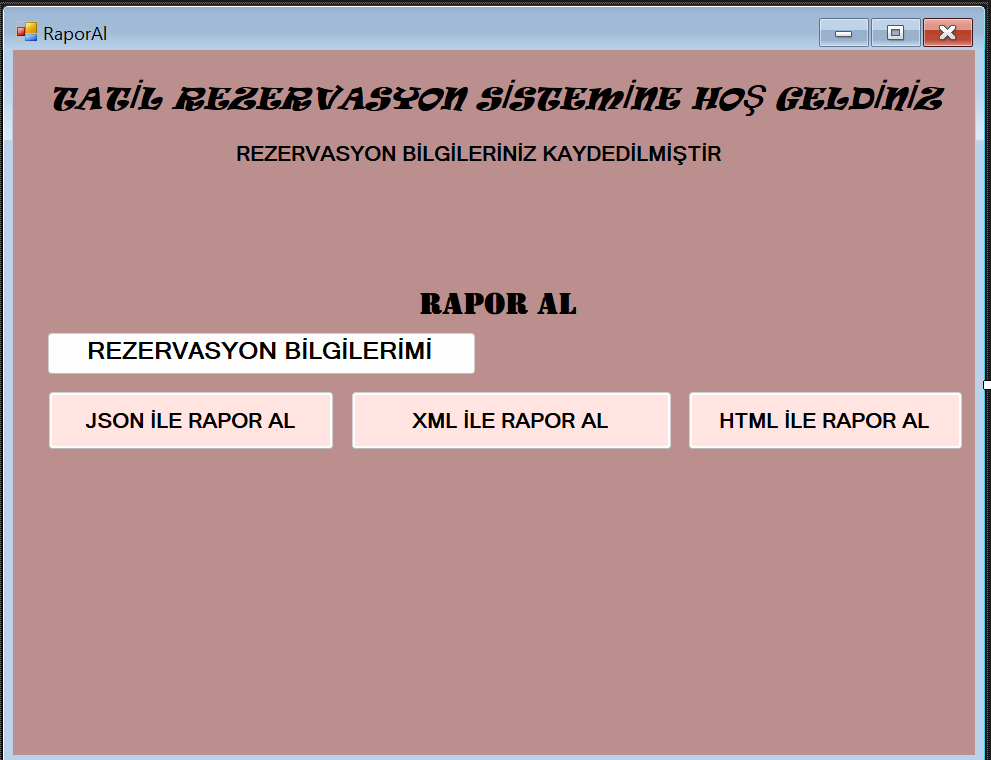 RaporAl
TATİL REZERVASYON SİSTEMİNE HOŞ GELDİNİZ
REZERVASYON BİLGİLERİNİZ KAYDEDİLMİŞTİR
RAPOR AL
REZERVASYON BİLGİLERİMİ
JSON İLE RAPOR AL
XML İLE RAPOR AL
HTML İLE RAPOR AL